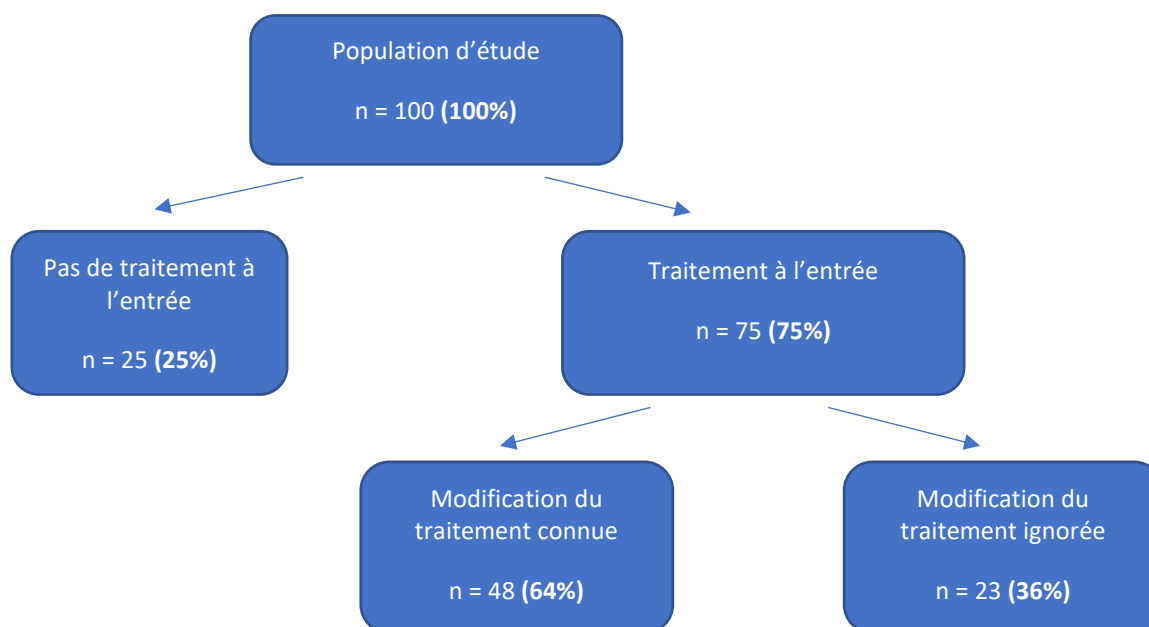 Population d’étude
n = 100 (100%)
Pas de traitement à
l’entrée
n = 25 (25%)
Traitement à l’entrée
n = 75 (75%)
Modification du
traitement connue
n = 48 (64%)
Modification du
traitement ignorée
n = 23 (36%)